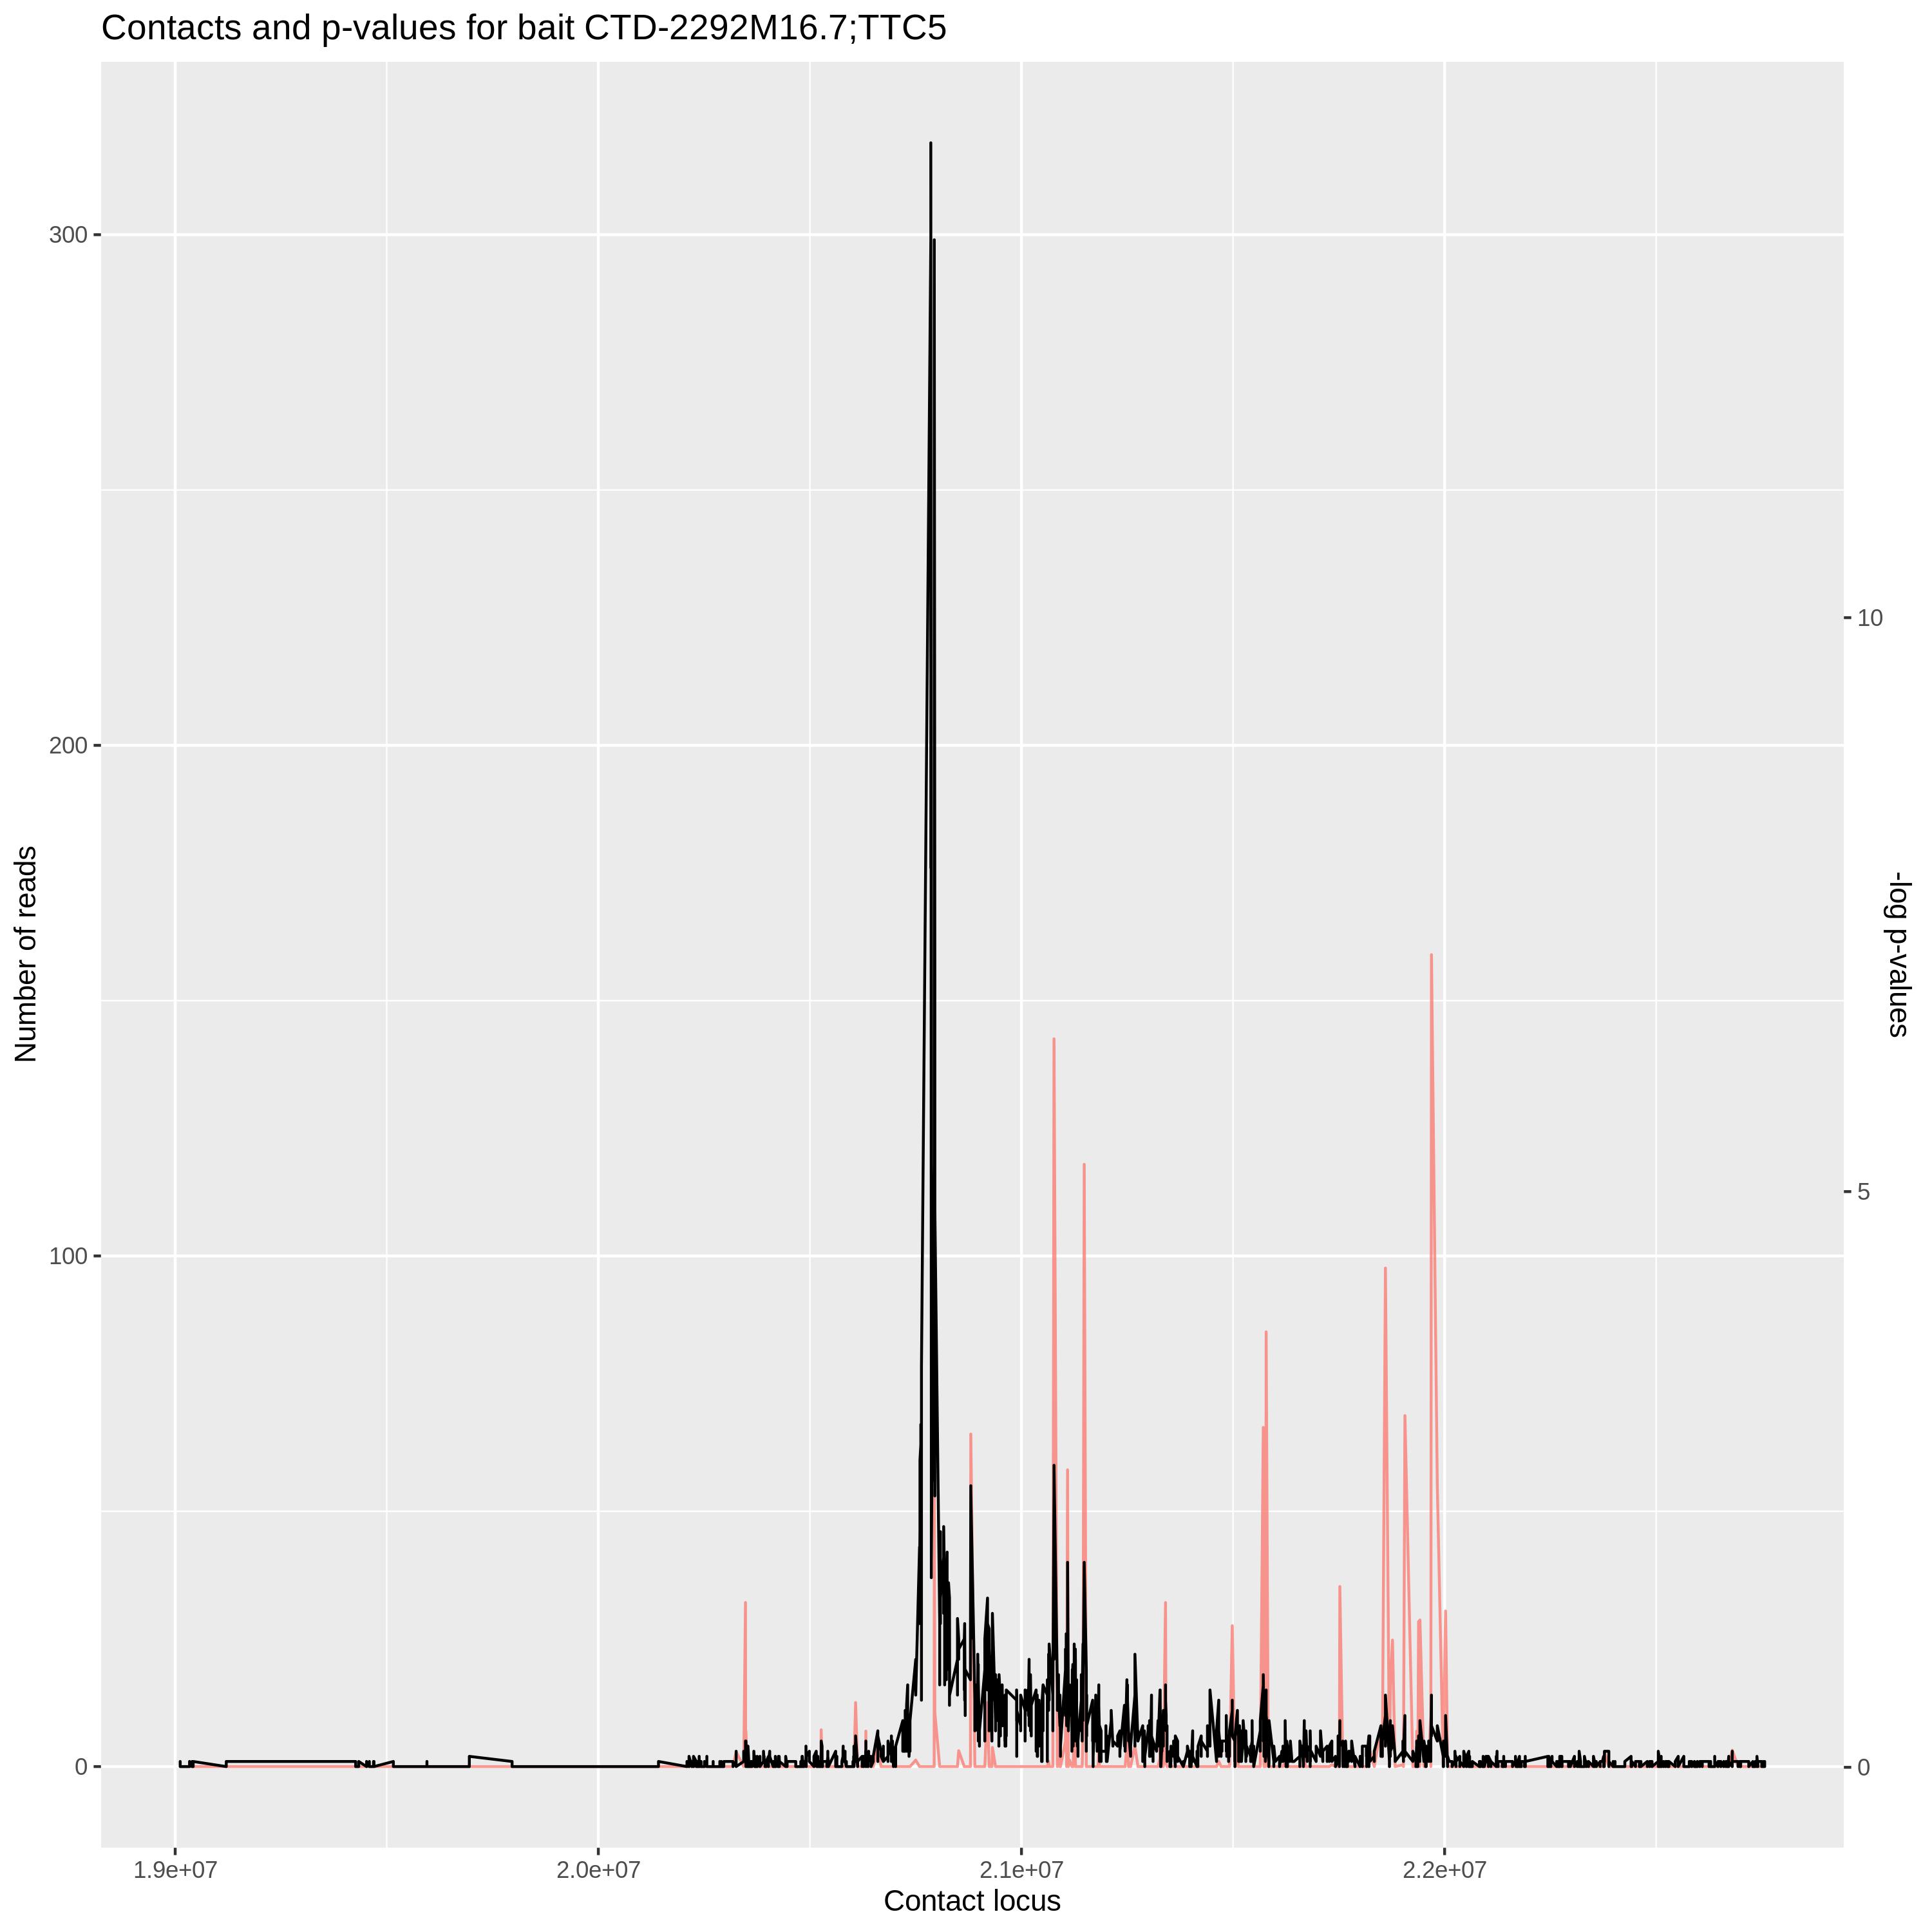 Contacts and p-values for bait CTD-2292M16.7;TTC5
300
200
100
0
Number of reads
10
5
0
-log p-values
1.9e+07
2.0e+07
2.1e+07
2.2e+07
Contact locus